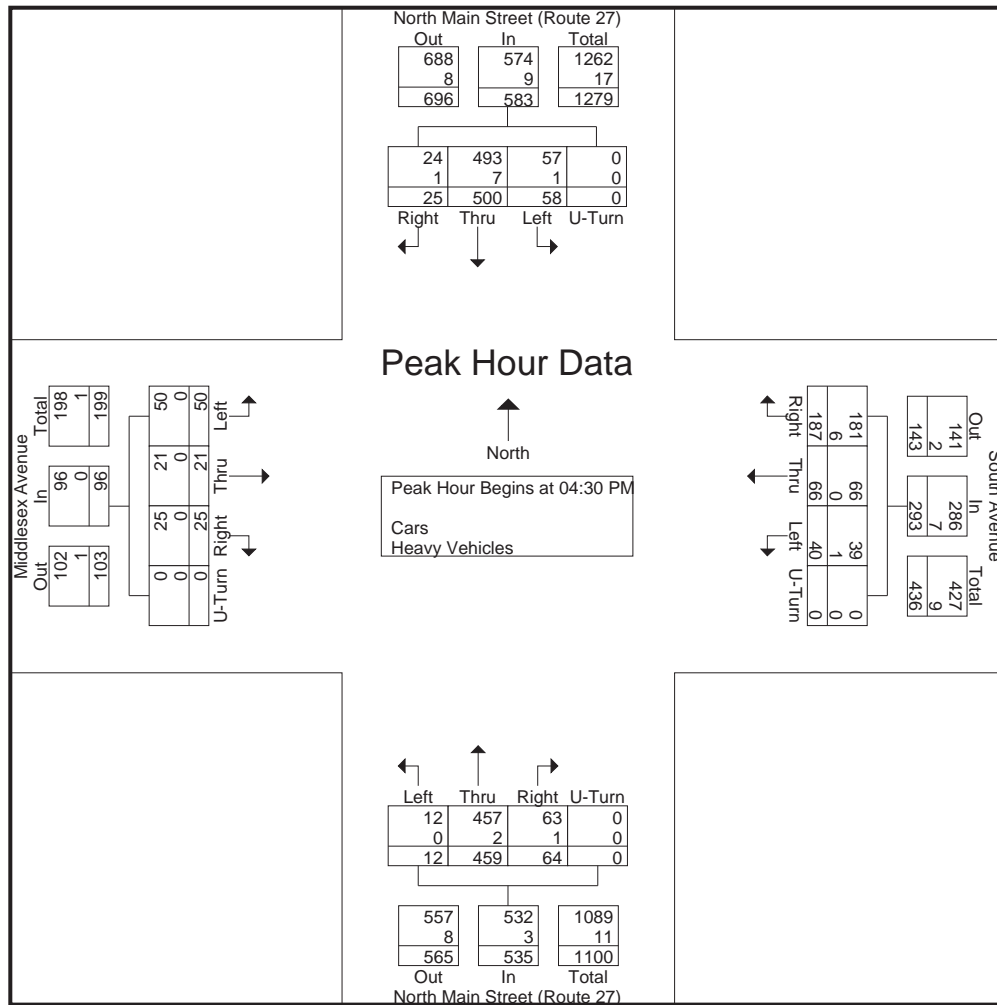 North Main Street (Route 27)
Out In Total
688 574 1262
8 9 17
696 583 1279
24 493 57 0
1 7 1 0
25 500 58 0
Right Thru Left U-Turn
Peak Hour Data
North
Peak Hour Begins at 04:30 PM
Cars
Heavy Vehicles
Middlesex Avenue
Out In Total
102 96 198
1 0 1
103 96 199
0 25 21 50
0 0 0 0
0 25 21 50
U-Turn Right Thru Left
South Avenue
Out In Total
141 286 427
2 7 9
143 293 436
181 66 39 0
6 0 1 0
187 66 40 0
Right Thru Left U-Turn
Left Thru Right U-Turn
12 457 63 0
0 2 1 0
12 459 64 0
557 532 1089
8 3 11
565 535 1100
Out In Total
North Main Street (Route 27)